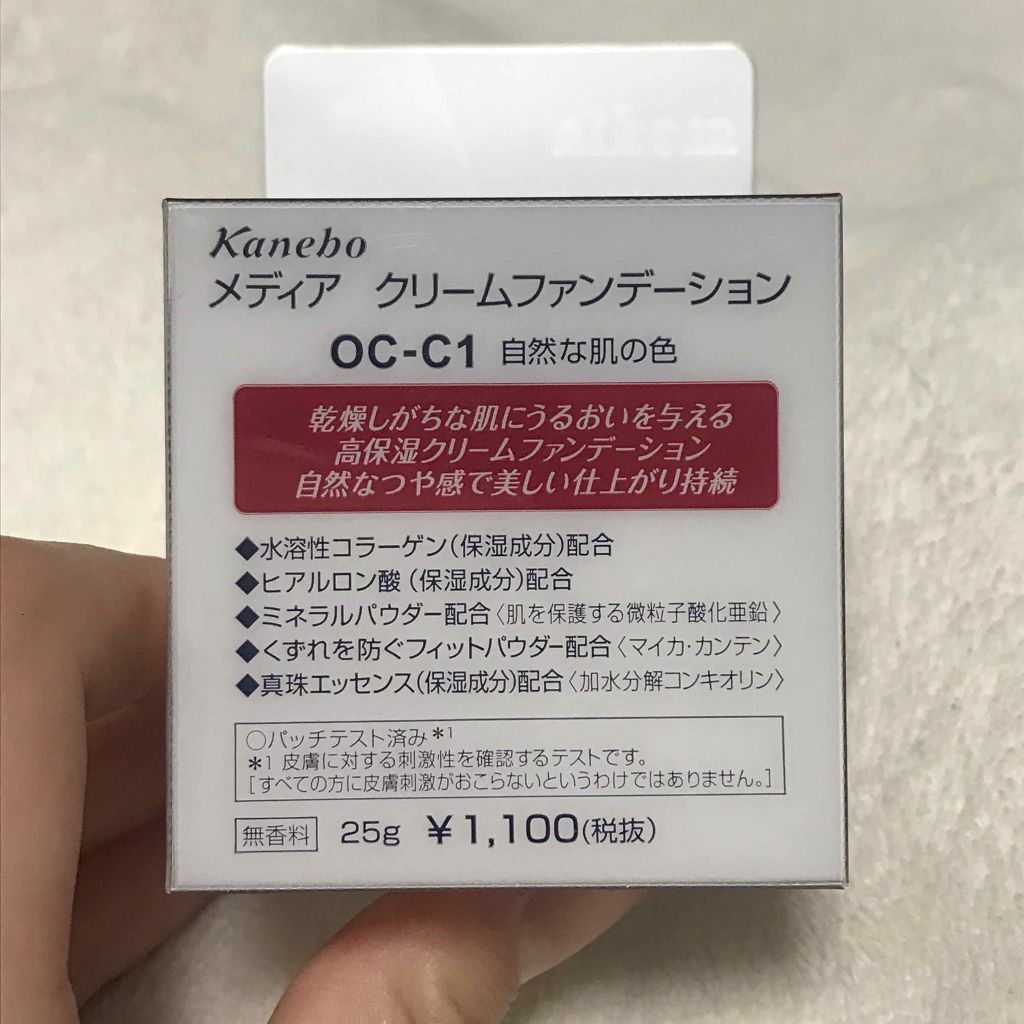 Kanebo
メディア クリームファンデーション
OC-C1 自然な肌の色
乾燥しがちな肌にうるおいを与える
高保湿クリームファンデーション
自然なつや感で美しい仕上がり持続
◆水溶性コラーゲン(保湿成分)配合
◆ヒアルロン酸(保湿成分)配合
◆ミネラルパウダー配合〈肌を保護する微粒子酸化亜鉛〉
◆くずれを防ぐフィットパウダー配合〈マイカ・カンテン〉
◆真珠エッセンス(保湿成分)配合〈加水分解コンキオリン〉
○パッチテスト済み*1
*1 皮膚に対する刺激性を確認するテストです。
[すべての方に皮膚刺激がおこらないというわけではありません。]
無香料 25g ¥1,100(税抜)